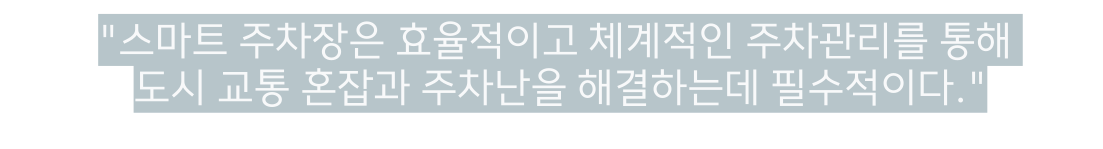 "스마트 주차장은 효율적이고 체계적인 주차관리를 통해
도시 교통 혼잡과 주차난을 해결하는데 필수적이다."